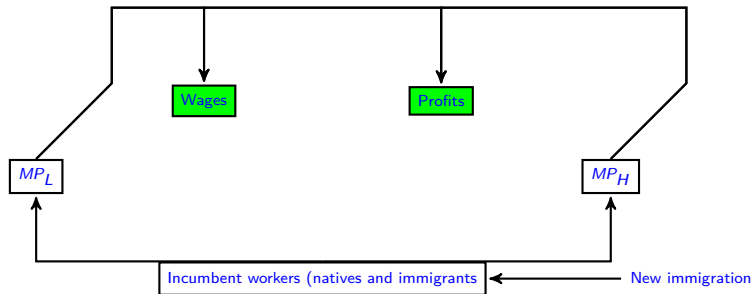 Wages
Profits
MP_L
MP_H
Incumbent workers (natives and immigrants
New immigration